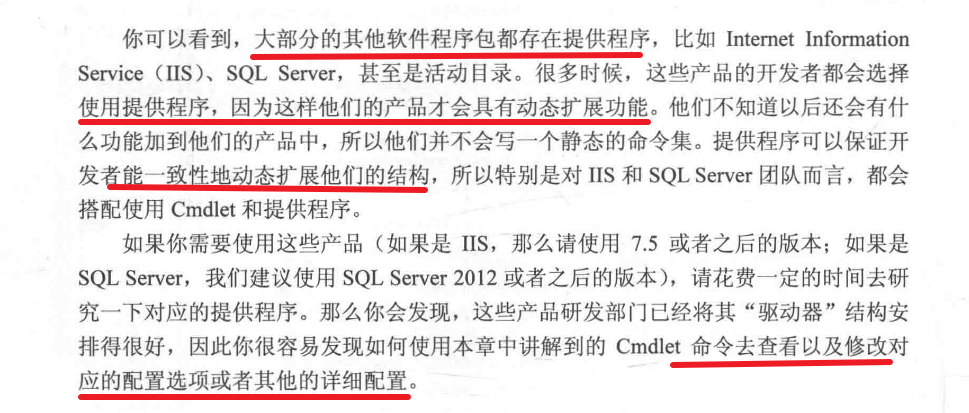 你可以看到，大部分的其他软件程序包都存在提供程序，比如 Internet Information
Service（IIS）、SQL Server，甚至是活动目录。很多时候，这些产品的开发者都会选择
使用提供程序，因为这样他们的产品才会具有动态扩展功能。他们不知道以后还会有什
么功能加到他们的产品中，所以他们并不会写一个静态的命令集。提供程序可以保证开
发者能一致性地动态扩展他们的结构，所以特别是对 IIS 和 SQL Server 团队而言，都会
搭配使用 Cmdlet 和提供程序。
如果你需要使用这些产品（如果是 IIS，那么请使用 7.5 或者之后的版本；如果是
SQL Server，我们建议使用 SQL Server 2012 或者之后的版本），请花费一定的时间去研
究一下对应的提供程序。那么你会发现，这些产品研发部门已经将其“驱动器”结构安
排得很好，因此你很容易发现如何使用本章中讲解到的 Cmdlet 命令去查看以及修改对
应的配置选项或者其他的详细配置。